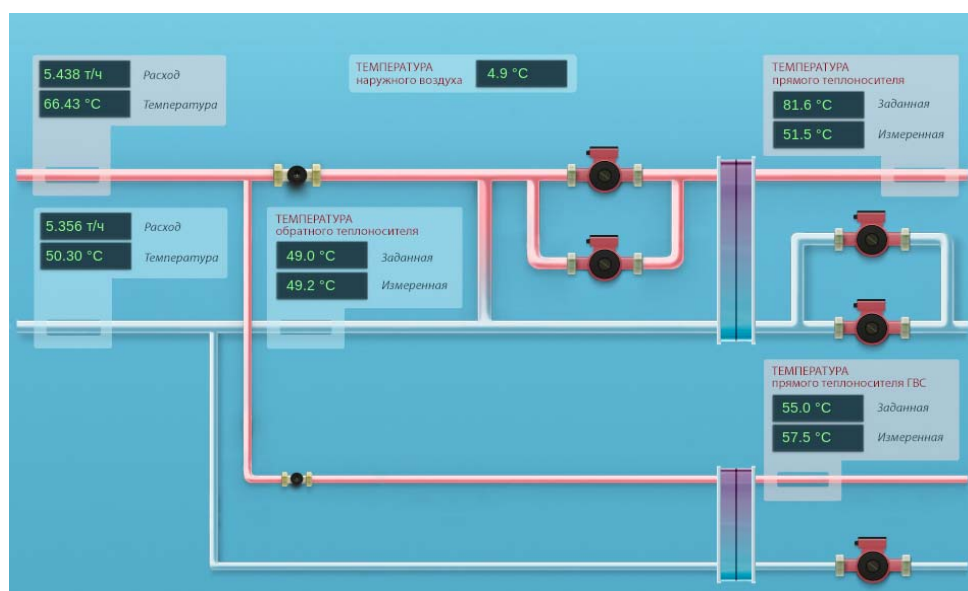 5.438 т/ч Расход
66.43 °C Температура
ТЕМПЕРАТУРА
наружного воздуха 4.9 °C
ТЕМПЕРАТУРА
прямого теплоносителя
81.6 °C Заданная
51.5 °C Измеренная
5.356 т/ч Расход
50.30 °C Температура
ТЕМПЕРАТУРА
обратного теплоносителя
49.0 °C Заданная
49.2 °C Измеренная
ТЕМПЕРАТУРА
прямого теплоносителя ГВС
55.0 °C Заданная
57.5 °C Измеренная